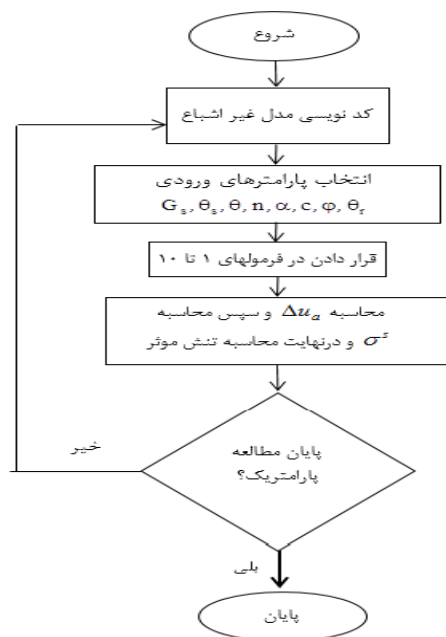 شروع
کد نویسی مدل غیر اشباع
انتخاب پارامترهای ورودی
G_s, θ_s, θ, n, α, c, φ, θ_r
قرار دادن در فرمولهای ۱ تا ۱۰
محاسبه Δu_a و سپس محاسبه
σ^s و درنهایت محاسبه تنش موثر
پایان مطالعه
پارامتریک؟
خیر
بلی
پایان